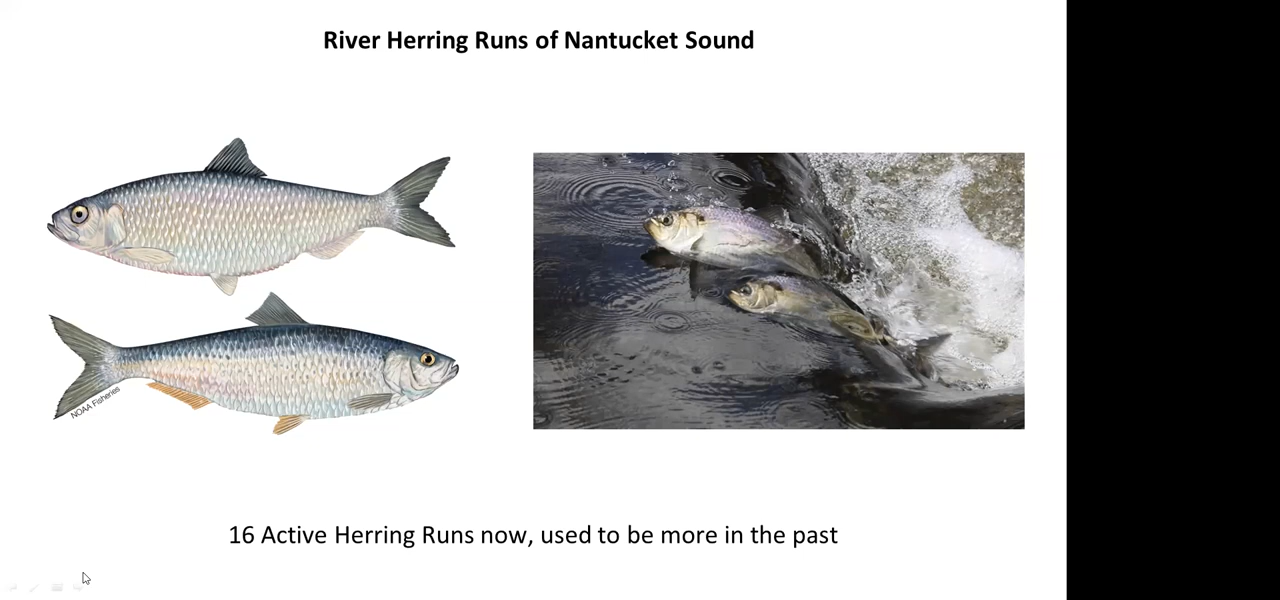 River Herring Runs of Nantucket Sound
NOAA Fisheries
16 Active Herring Runs now, used to be more in the past